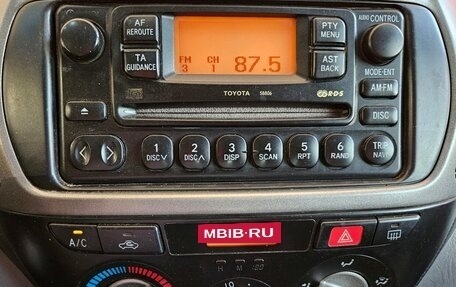 AF REROUTE
TA GUIDANCE
FM 3 CH 1 87.5
PTY MENU
AST BACK
AUDIO CONTROL
MODE·ENT
AM·FM
DISC
TOYOTA 58806
R·D·S
1 DISC∨
2 DISC∧
3 DISP
4 SCAN
5 RPT
6 RAND
TRIP NAVI
MBIB·RU
A/C
H M :00